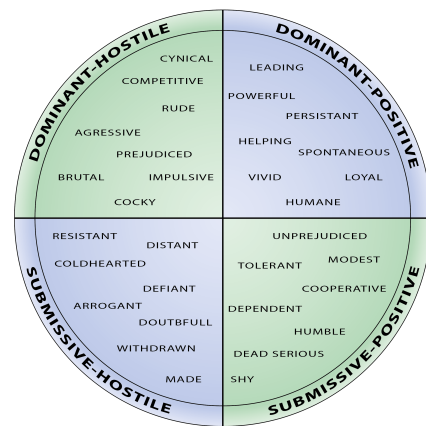 DOMINANT-HOSTILE
CYNICAL
COMPETITIVE
RUDE
AGRESSIVE
PREJUDICED
BRUTAL
IMPULSIVE
COCKY
DOMINANT-POSITIVE
LEADING
POWERFUL
PERSISTANT
HELPING
SPONTANEOUS
VIVID
LOYAL
HUMANE
RESISTANT
DISTANT
COLDHEARTED
DEFIANT
ARROGANT
DOUTBFULL
WITHDRAWN
MADE
SUBMISSIVE-HOSTILE
UNPREJUDICED
TOLERANT
MODEST
COOPERATIVE
DEPENDENT
HUMBLE
DEAD SERIOUS
SHY
SUBMISSIVE-POSITIVE